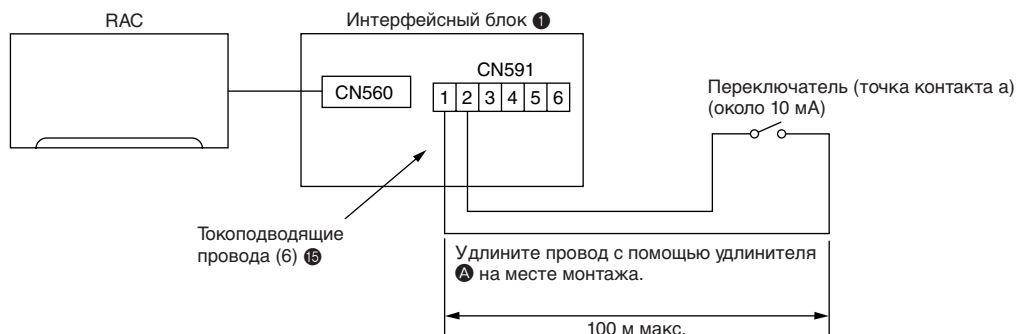 RAC
Интерфейсный блок ❶
CN591
CN560
1 2 3 4 5 6
Переключатель (точка контакта a)
(около 10 мА)
Токоподводящие
провода (6) ⓯
Удлините провод с помощью удлинителя
🅐 на месте монтажа.
100 м макс.